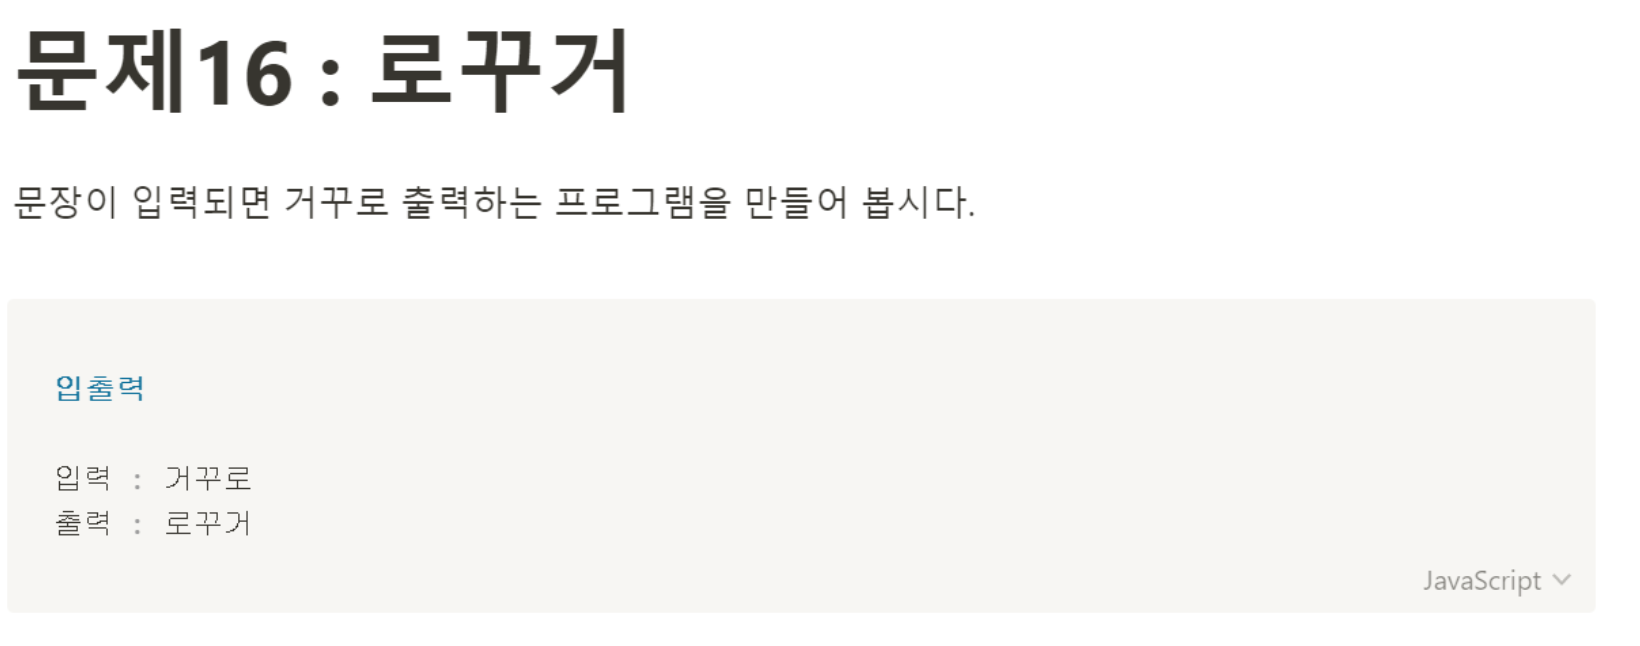 문제16 : 로꾸거
문장이 입력되면 거꾸로 출력하는 프로그램을 만들어 봅시다.
입출력
입력 : 거꾸로
출력 : 로꾸거
JavaScript